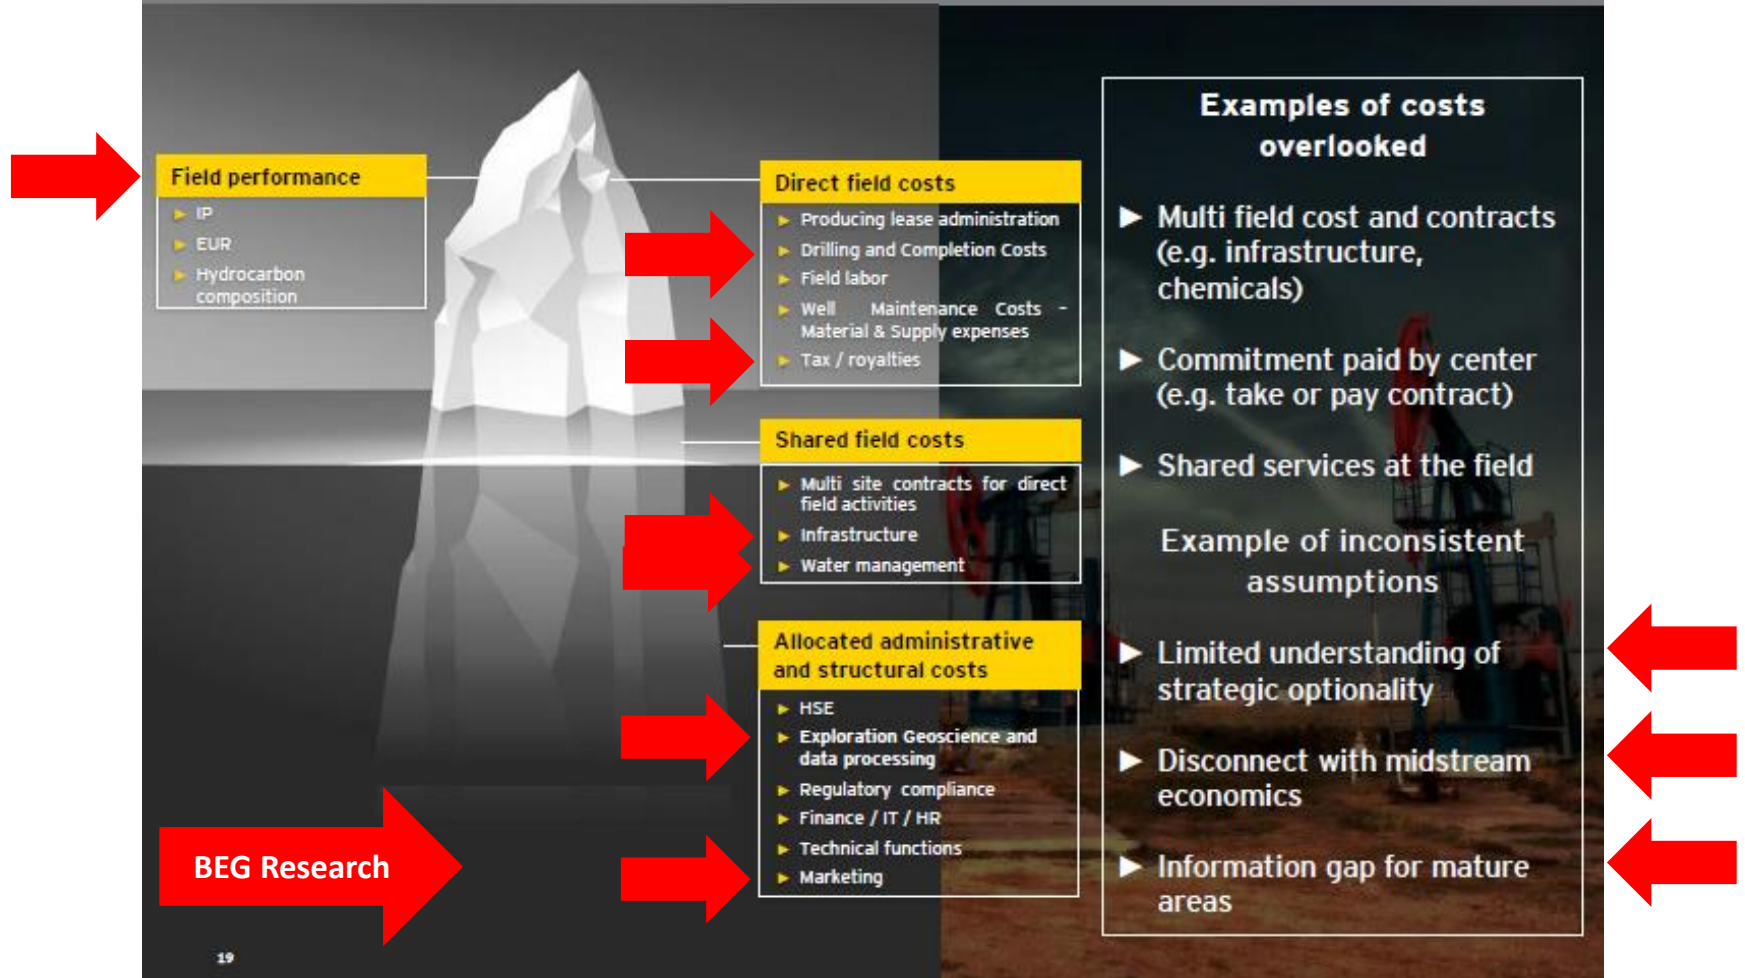 Field performance
► IP
► EUR
► Hydrocarbon
composition
Direct field costs
► Producing lease administration
► Drilling and Completion Costs
► Field labor
► Well Maintenance Costs –
Material & Supply expenses
► Tax / royalties
Shared field costs
► Multi site contracts for direct
field activities
► Infrastructure
► Water management
Allocated administrative
and structural costs
► HSE
► Exploration Geoscience and
data processing
► Regulatory compliance
► Finance / IT / HR
► Technical functions
► Marketing
Examples of costs
overlooked
► Multi field cost and contracts
(e.g. infrastructure,
chemicals)
► Commitment paid by center
(e.g. take or pay contract)
► Shared services at the field
Example of inconsistent
assumptions
► Limited understanding of
strategic optionality
► Disconnect with midstream
economics
► Information gap for mature
areas
BEG Research
19